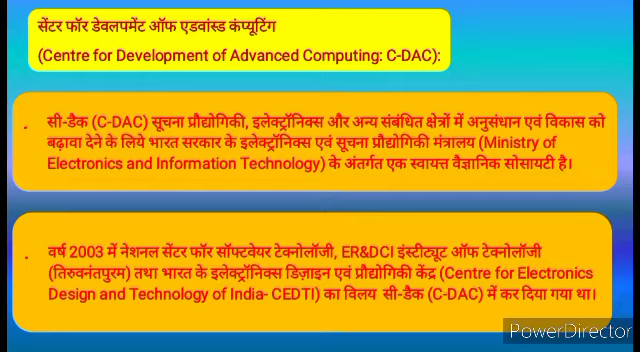 सेंटर फॉर डेवलपमेंट ऑफ एडवांस्ड कंप्यूटिंग
(Centre for Development of Advanced Computing: C-DAC):
सी-डैक (C-DAC) सूचना प्रौद्योगिकी, इलेक्ट्रॉनिक्स और अन्य संबंधित क्षेत्रों में अनुसंधान एवं विकास को
बढ़ावा देने के लिये भारत सरकार के इलेक्ट्रॉनिक्स एवं सूचना प्रौद्योगिकी मंत्रालय (Ministry of
Electronics and Information Technology) के अंतर्गत एक स्वायत्त वैज्ञानिक सोसायटी है।
वर्ष 2003 में नेशनल सेंटर फॉर सॉफ्टवेयर टेक्नोलॉजी, ER&DCI इंस्टीट्यूट ऑफ टेक्नोलॉजी
(तिरुवनंतपुरम) तथा भारत के इलेक्ट्रॉनिक्स डिज़ाइन एवं प्रौद्योगिकी केंद्र (Centre for Electronics
Design and Technology of India- CEDTI) का विलय सी-डैक (C-DAC) में कर दिया गया था।
PowerDirector